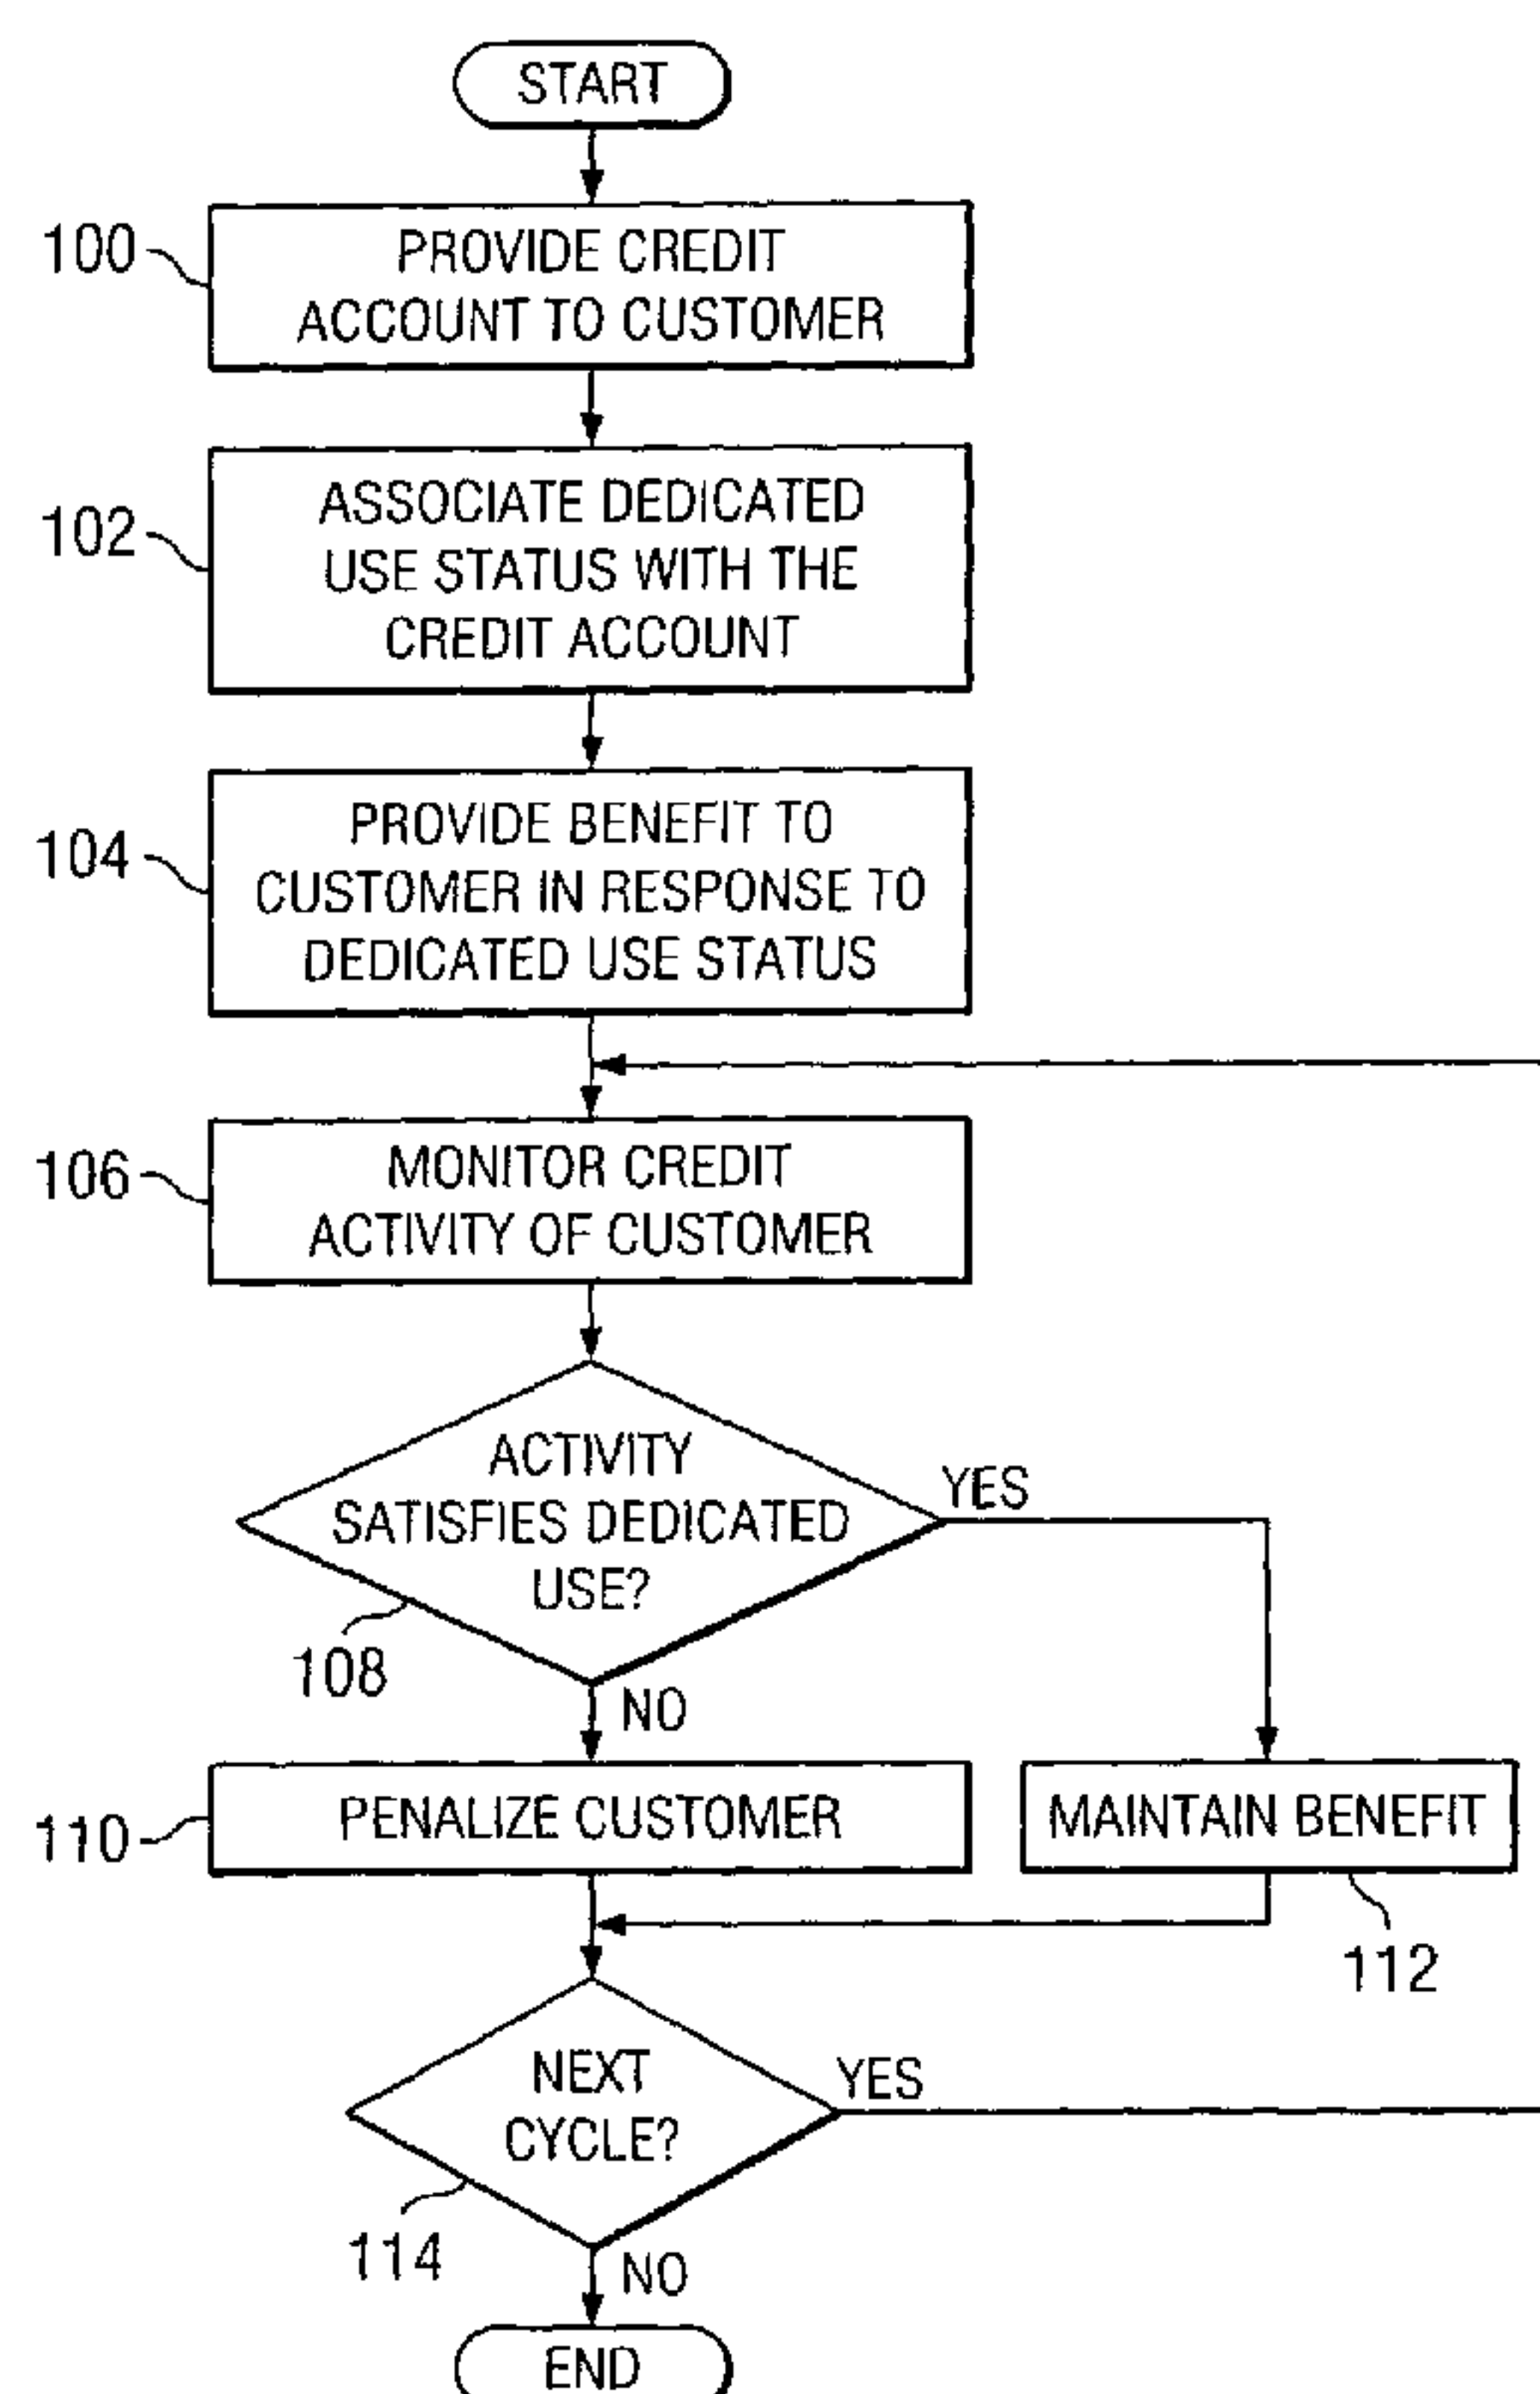 START
100
PROVIDE CREDIT
ACCOUNT TO CUSTOMER
102
ASSOCIATE DEDICATED
USE STATUS WITH THE
CREDIT ACCOUNT
104
PROVIDE BENEFIT TO
CUSTOMER IN RESPONSE TO
DEDICATED USE STATUS
106
MONITOR CREDIT
ACTIVITY OF CUSTOMER
ACTIVITY
SATISFIES DEDICATED
USE?
YES
108
NO
110
PENALIZE CUSTOMER
MAINTAIN BENEFIT
112
NEXT
CYCLE?
YES
114
NO
END